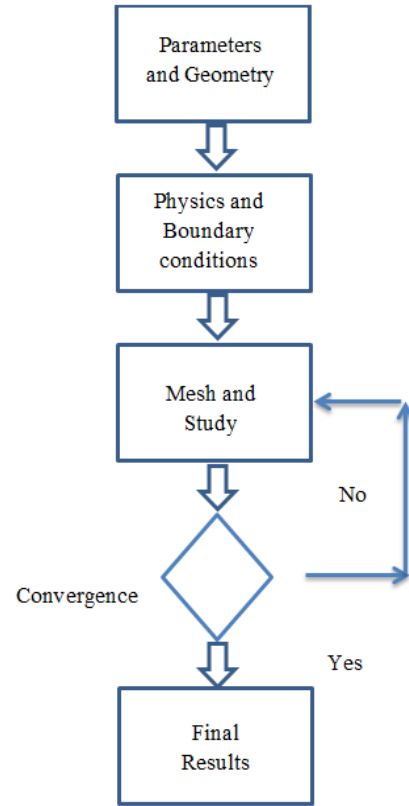 Parameters
and Geometry
Physics and
Boundary
conditions
Mesh and
Study
No
Convergence
Yes
Final
Results